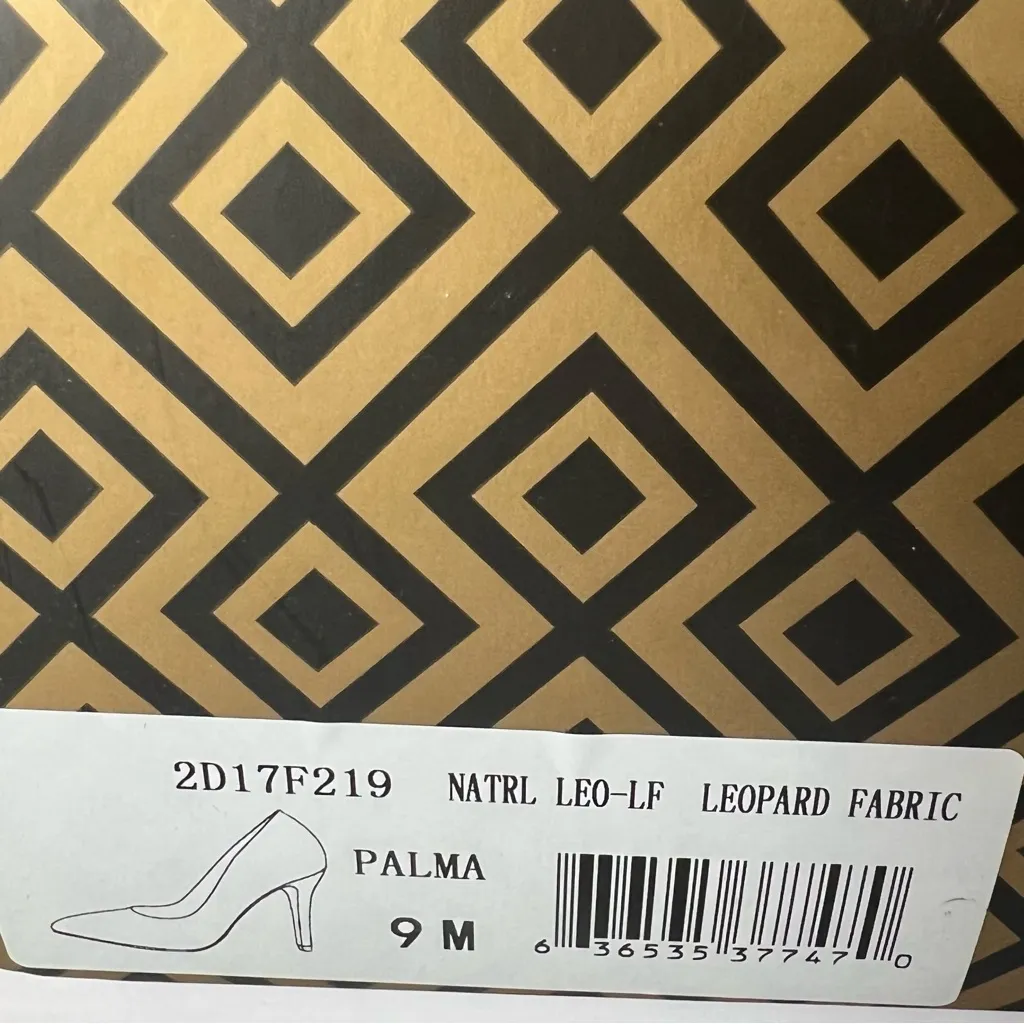 2D17F219 NATRL LEO-LF LEOPARD FABRIC
PALMA
9 M
6 36535 37747 0